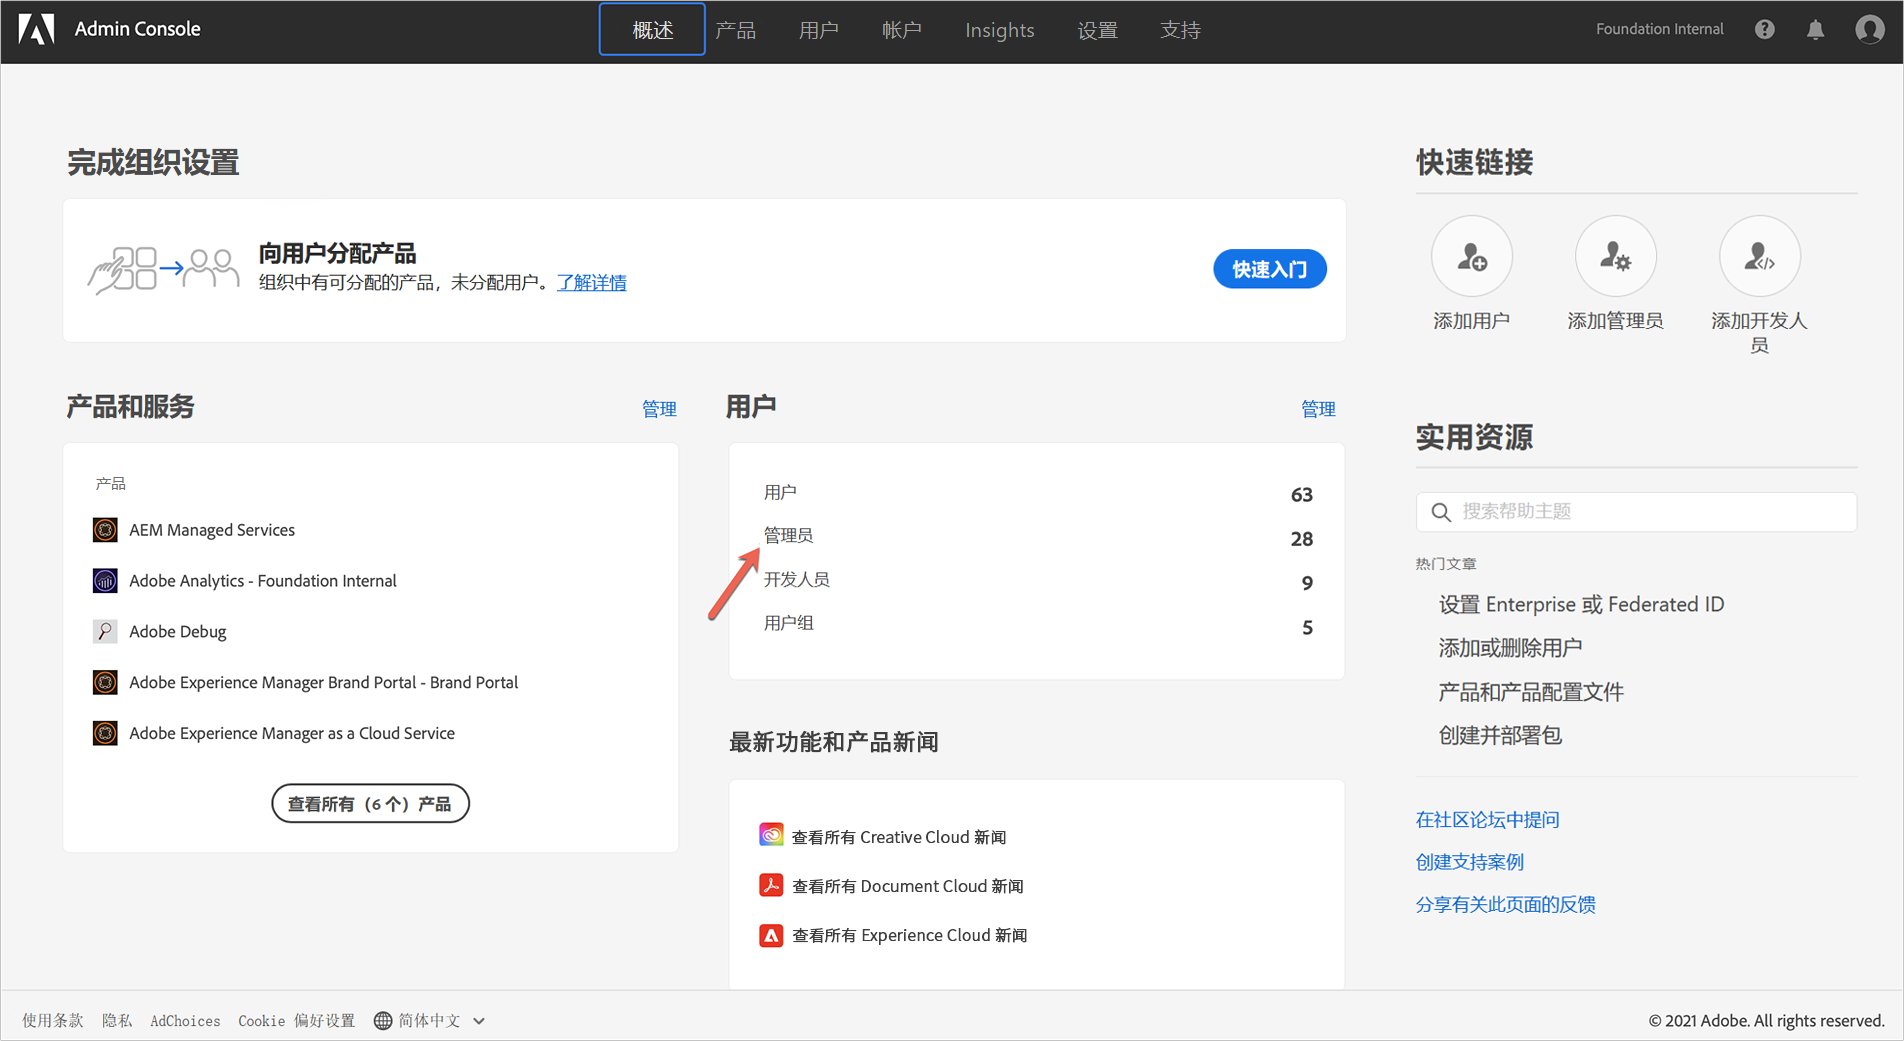 Admin Console
概述
产品
用户
帐户
Insights
设置
支持
Foundation Internal
完成组织设置
向用户分配产品
组织中有可分配的产品，未分配用户。了解详情
快速入门
快速链接
添加用户
添加管理员
添加开发人
员
产品和服务
管理
产品
AEM Managed Services
Adobe Analytics - Foundation Internal
Adobe Debug
Adobe Experience Manager Brand Portal - Brand Portal
Adobe Experience Manager as a Cloud Service
查看所有（6 个）产品
用户
管理
用户 63
管理员 28
开发人员 9
用户组 5
最新功能和产品新闻
查看所有 Creative Cloud 新闻
查看所有 Document Cloud 新闻
查看所有 Experience Cloud 新闻
实用资源
搜索帮助主题
热门文章
设置 Enterprise 或 Federated ID
添加或删除用户
产品和产品配置文件
创建并部署包
在社区论坛中提问
创建支持案例
分享有关此页面的反馈
使用条款 隐私 AdChoices Cookie 偏好设置 简体中文
© 2021 Adobe. All rights reserved.